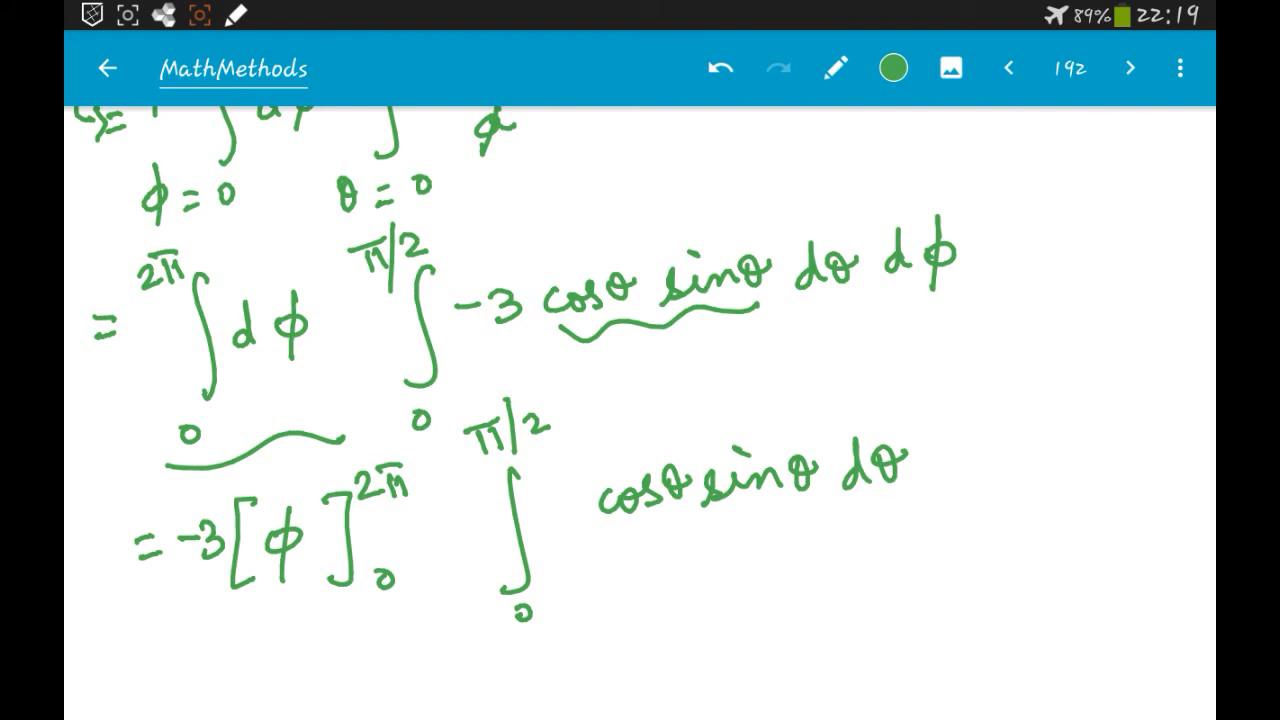 89% 22:19
MathMethods 192
φ = 0 θ = 0
= ∫₀^{2π} dφ ∫₀^{π/2} -3 cosθ sinθ dθ dφ
= -3 [φ]₀^{2π} ∫₀^{π/2} cosθ sinθ dθ